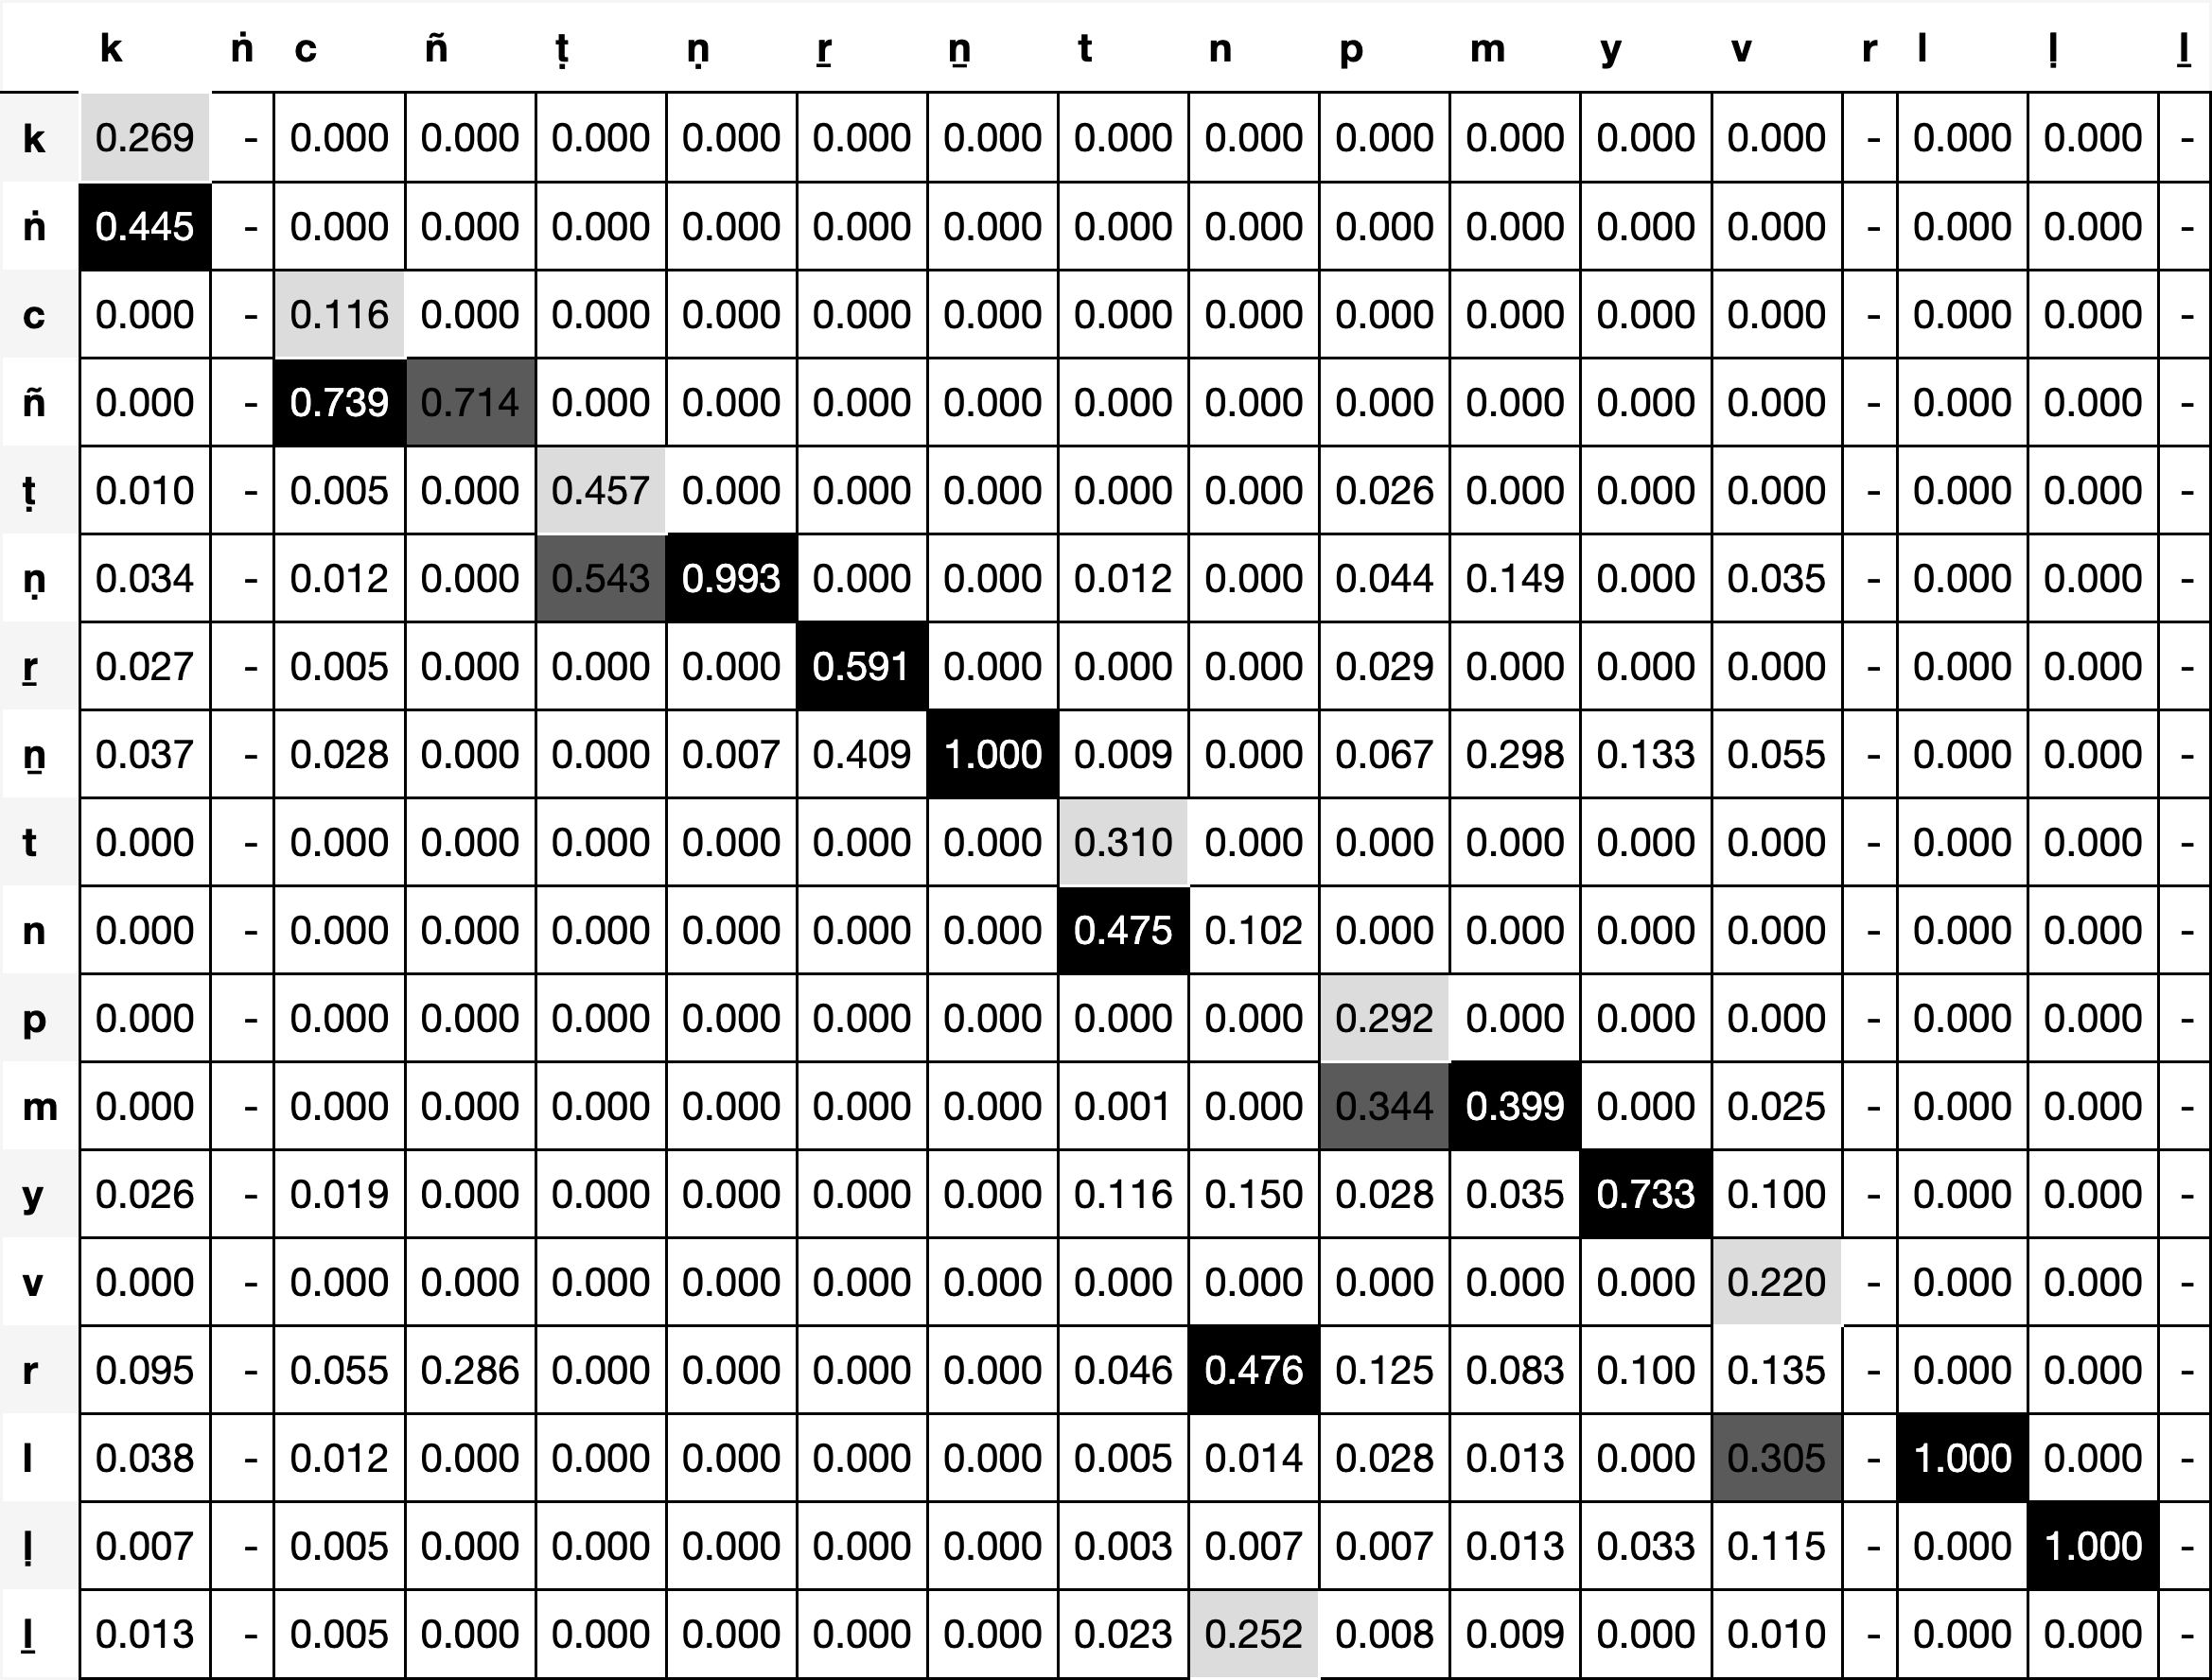 k ṅ c ñ ṭ ṇ ṟ ṉ t n p m y v r l ḷ ḻ
k 0.269 - 0.000 0.000 0.000 0.000 0.000 0.000 0.000 0.000 0.000 0.000 0.000 0.000 - 0.000 0.000 -
ṅ 0.445 - 0.000 0.000 0.000 0.000 0.000 0.000 0.000 0.000 0.000 0.000 0.000 0.000 - 0.000 0.000 -
c 0.000 - 0.116 0.000 0.000 0.000 0.000 0.000 0.000 0.000 0.000 0.000 0.000 0.000 - 0.000 0.000 -
ñ 0.000 - 0.739 0.714 0.000 0.000 0.000 0.000 0.000 0.000 0.000 0.000 0.000 0.000 - 0.000 0.000 -
ṭ 0.010 - 0.005 0.000 0.457 0.000 0.000 0.000 0.000 0.000 0.026 0.000 0.000 0.000 - 0.000 0.000 -
ṇ 0.034 - 0.012 0.000 0.543 0.993 0.000 0.000 0.012 0.000 0.044 0.149 0.000 0.035 - 0.000 0.000 -
ṟ 0.027 - 0.005 0.000 0.000 0.000 0.591 0.000 0.000 0.000 0.029 0.000 0.000 0.000 - 0.000 0.000 -
ṉ 0.037 - 0.028 0.000 0.000 0.007 0.409 1.000 0.009 0.000 0.067 0.298 0.133 0.055 - 0.000 0.000 -
t 0.000 - 0.000 0.000 0.000 0.000 0.000 0.000 0.310 0.000 0.000 0.000 0.000 0.000 - 0.000 0.000 -
n 0.000 - 0.000 0.000 0.000 0.000 0.000 0.000 0.475 0.102 0.000 0.000 0.000 0.000 - 0.000 0.000 -
p 0.000 - 0.000 0.000 0.000 0.000 0.000 0.000 0.000 0.000 0.292 0.000 0.000 0.000 - 0.000 0.000 -
m 0.000 - 0.000 0.000 0.000 0.000 0.000 0.000 0.001 0.000 0.344 0.399 0.000 0.025 - 0.000 0.000 -
y 0.026 - 0.019 0.000 0.000 0.000 0.000 0.000 0.116 0.150 0.028 0.035 0.733 0.100 - 0.000 0.000 -
v 0.000 - 0.000 0.000 0.000 0.000 0.000 0.000 0.000 0.000 0.000 0.000 0.000 0.220 - 0.000 0.000 -
r 0.095 - 0.055 0.286 0.000 0.000 0.000 0.000 0.046 0.476 0.125 0.083 0.100 0.135 - 0.000 0.000 -
l 0.038 - 0.012 0.000 0.000 0.000 0.000 0.000 0.005 0.014 0.028 0.013 0.000 0.305 - 1.000 0.000 -
ḷ 0.007 - 0.005 0.000 0.000 0.000 0.000 0.000 0.003 0.007 0.007 0.013 0.033 0.115 - 0.000 1.000 -
ḻ 0.013 - 0.005 0.000 0.000 0.000 0.000 0.000 0.023 0.252 0.008 0.009 0.000 0.010 - 0.000 0.000 -